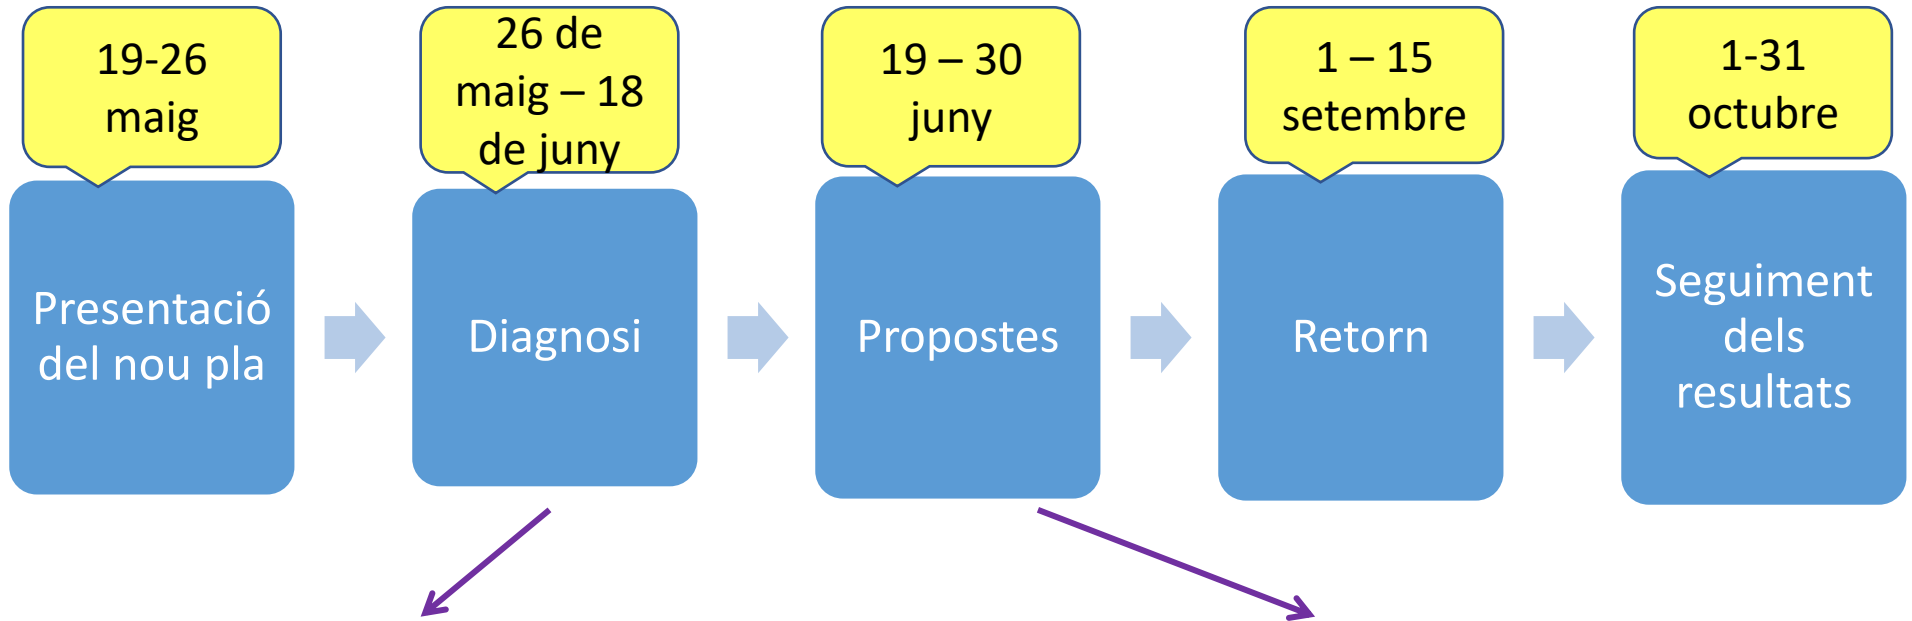 19-26
maig
26 de
maig – 18
de juny
19 – 30
juny
1 – 15
setembre
1-31
octubre
Presentació
del nou pla
Diagnosi
Propostes
Retorn
Seguiment
dels
resultats